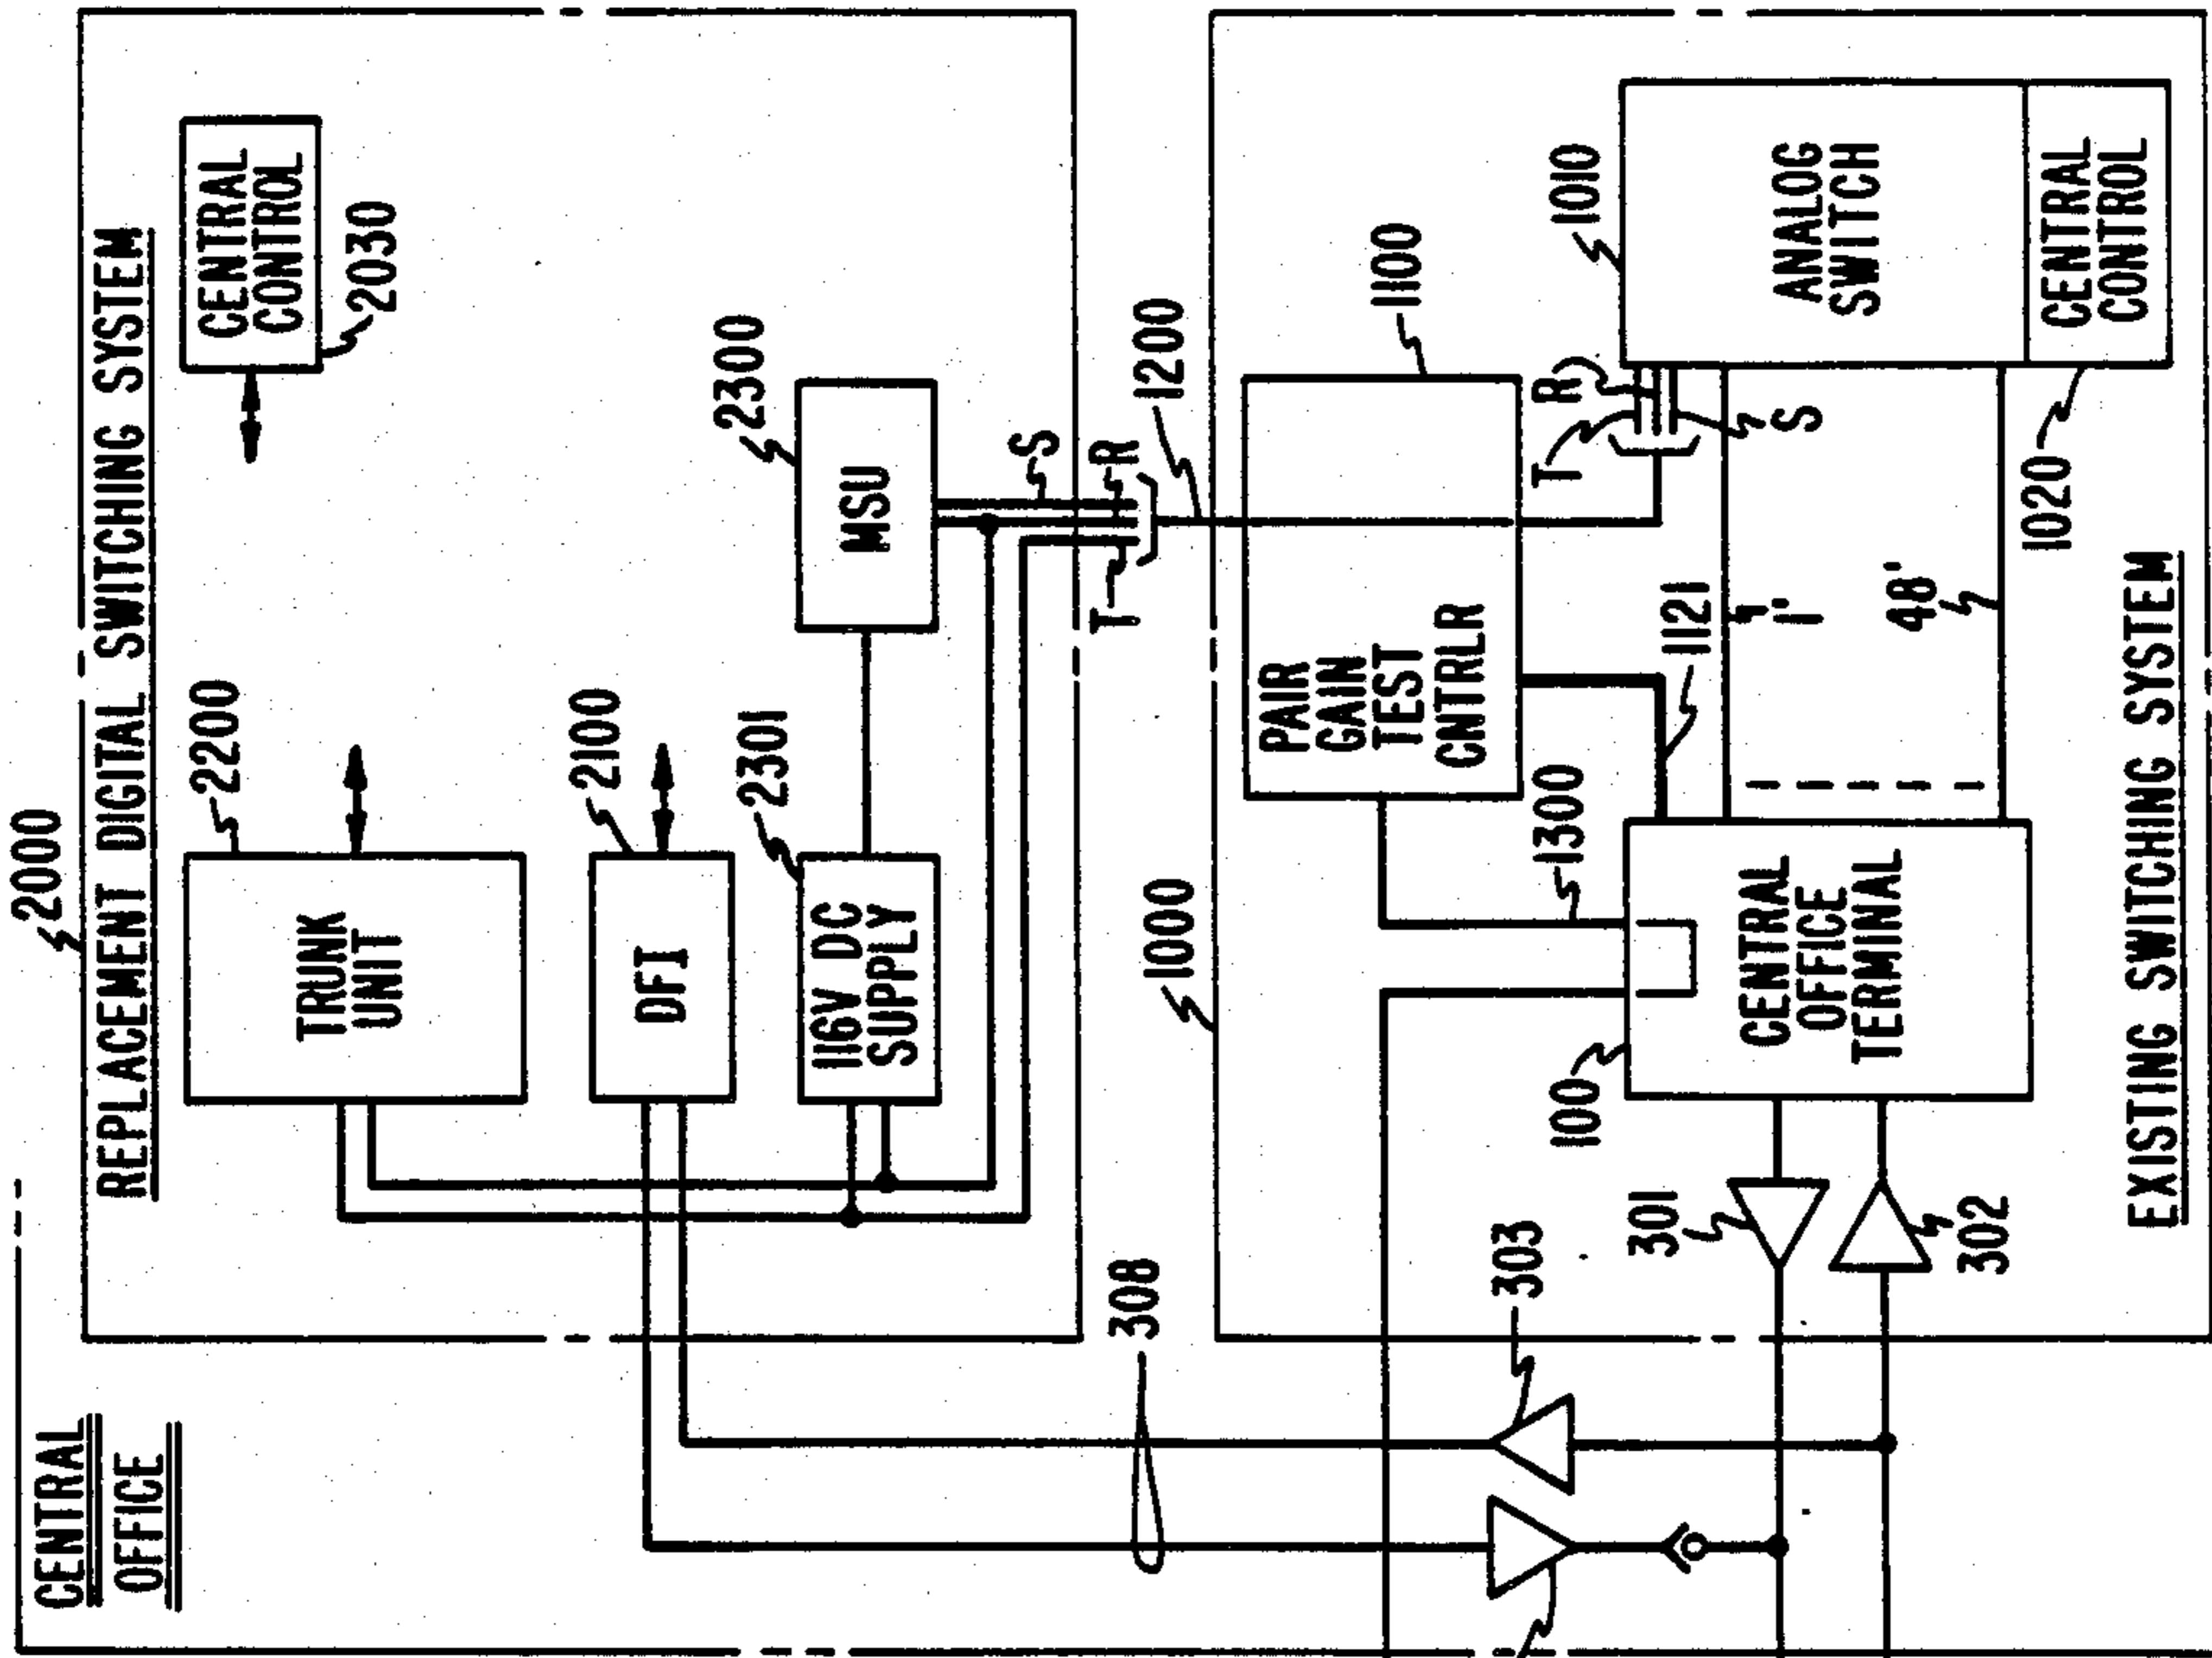 CENTRAL
OFFICE
2000
REPLACEMENT DIGITAL SWITCHING SYSTEM
TRUNK
UNIT
22200
CENTRAL
CONTROL
2030
DFI
2100
116V DC
SUPPLY
2301
MSU
2300
S
R
T
1200
308
303
1000
PAIR
GAIN
TEST
CNTRLR
1100
1300
1121
T
R
S
1010
ANALOG
SWITCH
CENTRAL
CONTROL
1020
1'
48'
100
CENTRAL
OFFICE
TERMINAL
301
302
EXISTING SWITCHING SYSTEM